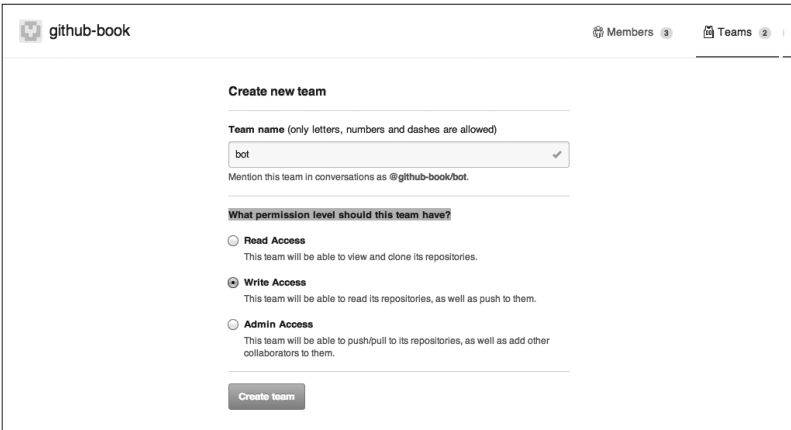 github-book
Members 3
Teams 2
Create new team
Team name (only letters, numbers and dashes are allowed)
bot
Mention this team in conversations as @github-book/bot.
What permission level should this team have?
Read Access
This team will be able to view and clone its repositories.
Write Access
This team will be able to read its repositories, as well as push to them.
Admin Access
This team will be able to push/pull to its repositories, as well as add other
collaborators to them.
Create team